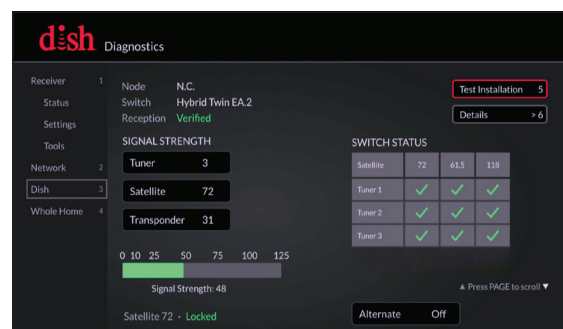 dish Diagnostics
Receiver 1
Status
Settings
Tools
Network 2
Dish 3
Whole Home 4
Node N.C.
Switch Hybrid Twin EA.2
Reception Verified
Test Installation 5
Details > 6
SIGNAL STRENGTH
Tuner 3
Satellite 72
Transponder 31
0 10 25 50 75 100 125
Signal Strength: 48
Satellite 72 • Locked
SWITCH STATUS
Satellite 72 61.5 118
Tuner 1 ✓ ✓ ✓
Tuner 2 ✓ ✓ ✓
Tuner 3 ✓ ✓ ✓
▲ Press PAGE to scroll ▼
Alternate Off